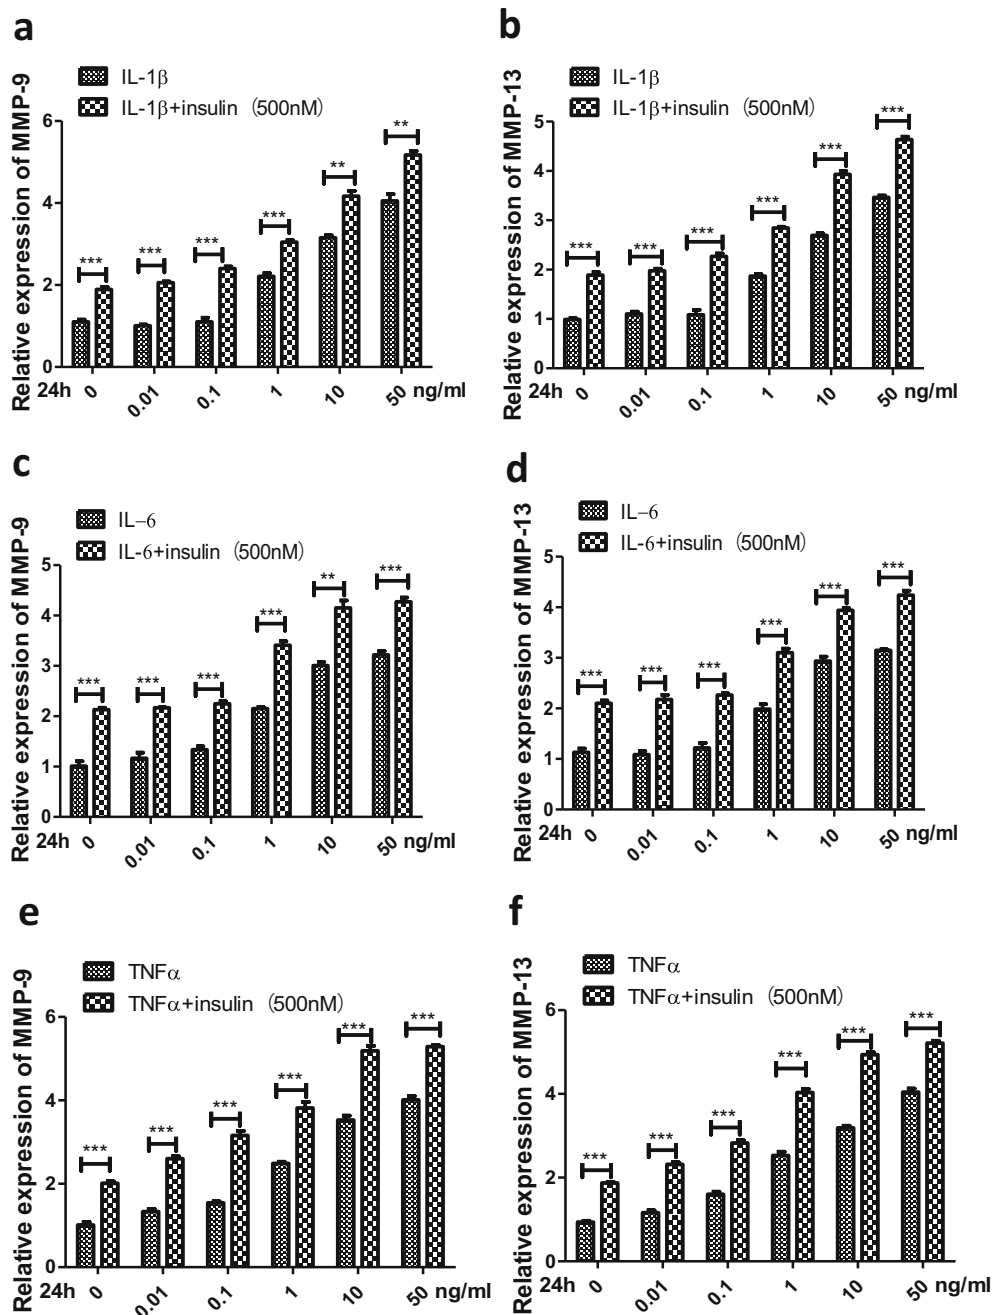 a
IL-1β
IL-1β+insulin (500nM)
Relative expression of MMP-9
6
4
2
0
***
***
***
***
**
**
24h 0 0.01 0.1 1 10 50 ng/ml
b
IL-1β
IL-1β+insulin (500nM)
Relative expression of MMP-13
5
4
3
2
1
0
***
***
***
***
***
***
24h 0 0.01 0.1 1 10 50 ng/ml
c
IL–6
IL-6+insulin (500nM)
Relative expression of MMP-9
5
4
3
2
1
0
***
***
***
***
**
***
24h 0 0.01 0.1 1 10 50 ng/ml
d
IL–6
IL-6+insulin (500nM)
Relative expression of MMP-13
5
4
3
2
1
0
***
***
***
***
***
***
24h 0 0.01 0.1 1 10 50 ng/ml
e
TNFα
TNFα+insulin (500nM)
Relative expression of MMP-9
6
4
2
0
***
***
***
***
***
***
24h 0 0.01 0.1 1 10 50 ng/ml
f
TNFα
TNFα+insulin (500nM)
Relative expression of MMP-13
6
4
2
0
***
***
***
***
***
***
24h 0 0.01 0.1 1 10 50 ng/ml